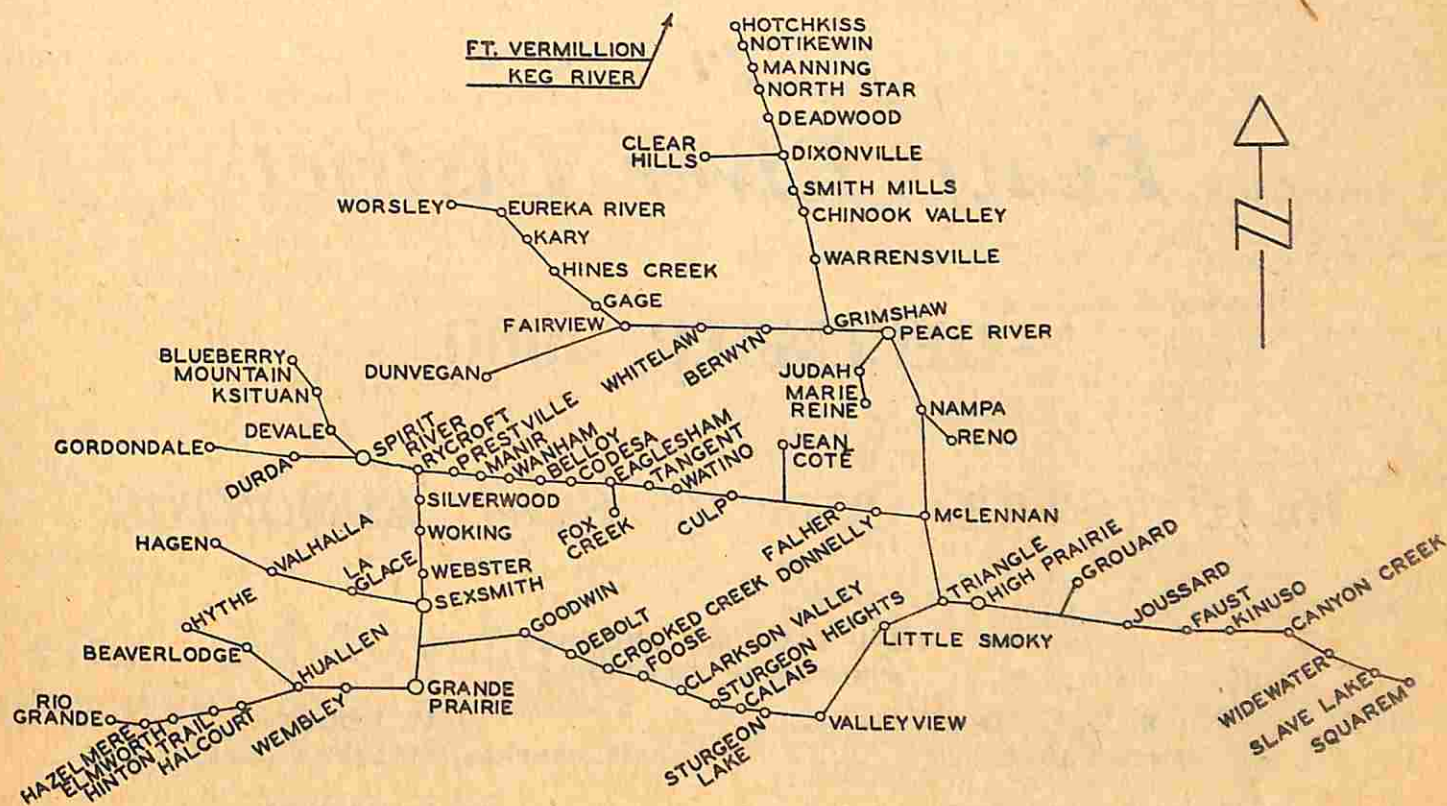 HOTCHKISS
FT. VERMILLION
NOTIKEWIN
KEG RIVER
MANNING
NORTH STAR
DEADWOOD
CLEAR
HILLS
DIXONVILLE
SMITH MILLS
WORSLEY
EUREKA RIVER
CHINOOK VALLEY
KARY
WARRENSVILLE
HINES CREEK
GAGE
FAIRVIEW
WHITELAW
BERWYN
GRIMSHAW
PEACE RIVER
BLUEBERRY
MOUNTAIN
KSITUAN
DUNVEGAN
JUDAH
MARIE
REINE
NAMPA
RENO
DEVALE
GORDONDALE
DURDA
SPIRIT
RIVER
RYCROFT
PRESTVILLE
MANIR
WANHAM
BELLOY
CODESA
EAGLESHAM
TANGENT
WATINO
JEAN
COTÉ
FOX
CREEK
CULP
FALHER
DONNELLY
MCLENNAN
SILVERWOOD
WOKING
WEBSTER
SEXSMITH
HAGEN
VALHALLA
LA
GLACE
HYTHE
BEAVERLODGE
HUALLEN
GRANDE
PRAIRIE
WEMBLEY
RIO
GRANDE
HAZELMERE
ELMWORTH
HINTON TRAIL
HALCOURT
GOODWIN
DEBOLT
CROOKED CREEK
FOOSE
CLARKSON VALLEY
STURGEON HEIGHTS
CALAIS
STURGEON
LAKE
VALLEYVIEW
LITTLE SMOKY
TRIANGLE
HIGH PRAIRIE
GROUARD
JOUSSARD
FAUST
KINUSO
CANYON CREEK
WIDEWATER
SLAVE LAKE
SQUAREM
N